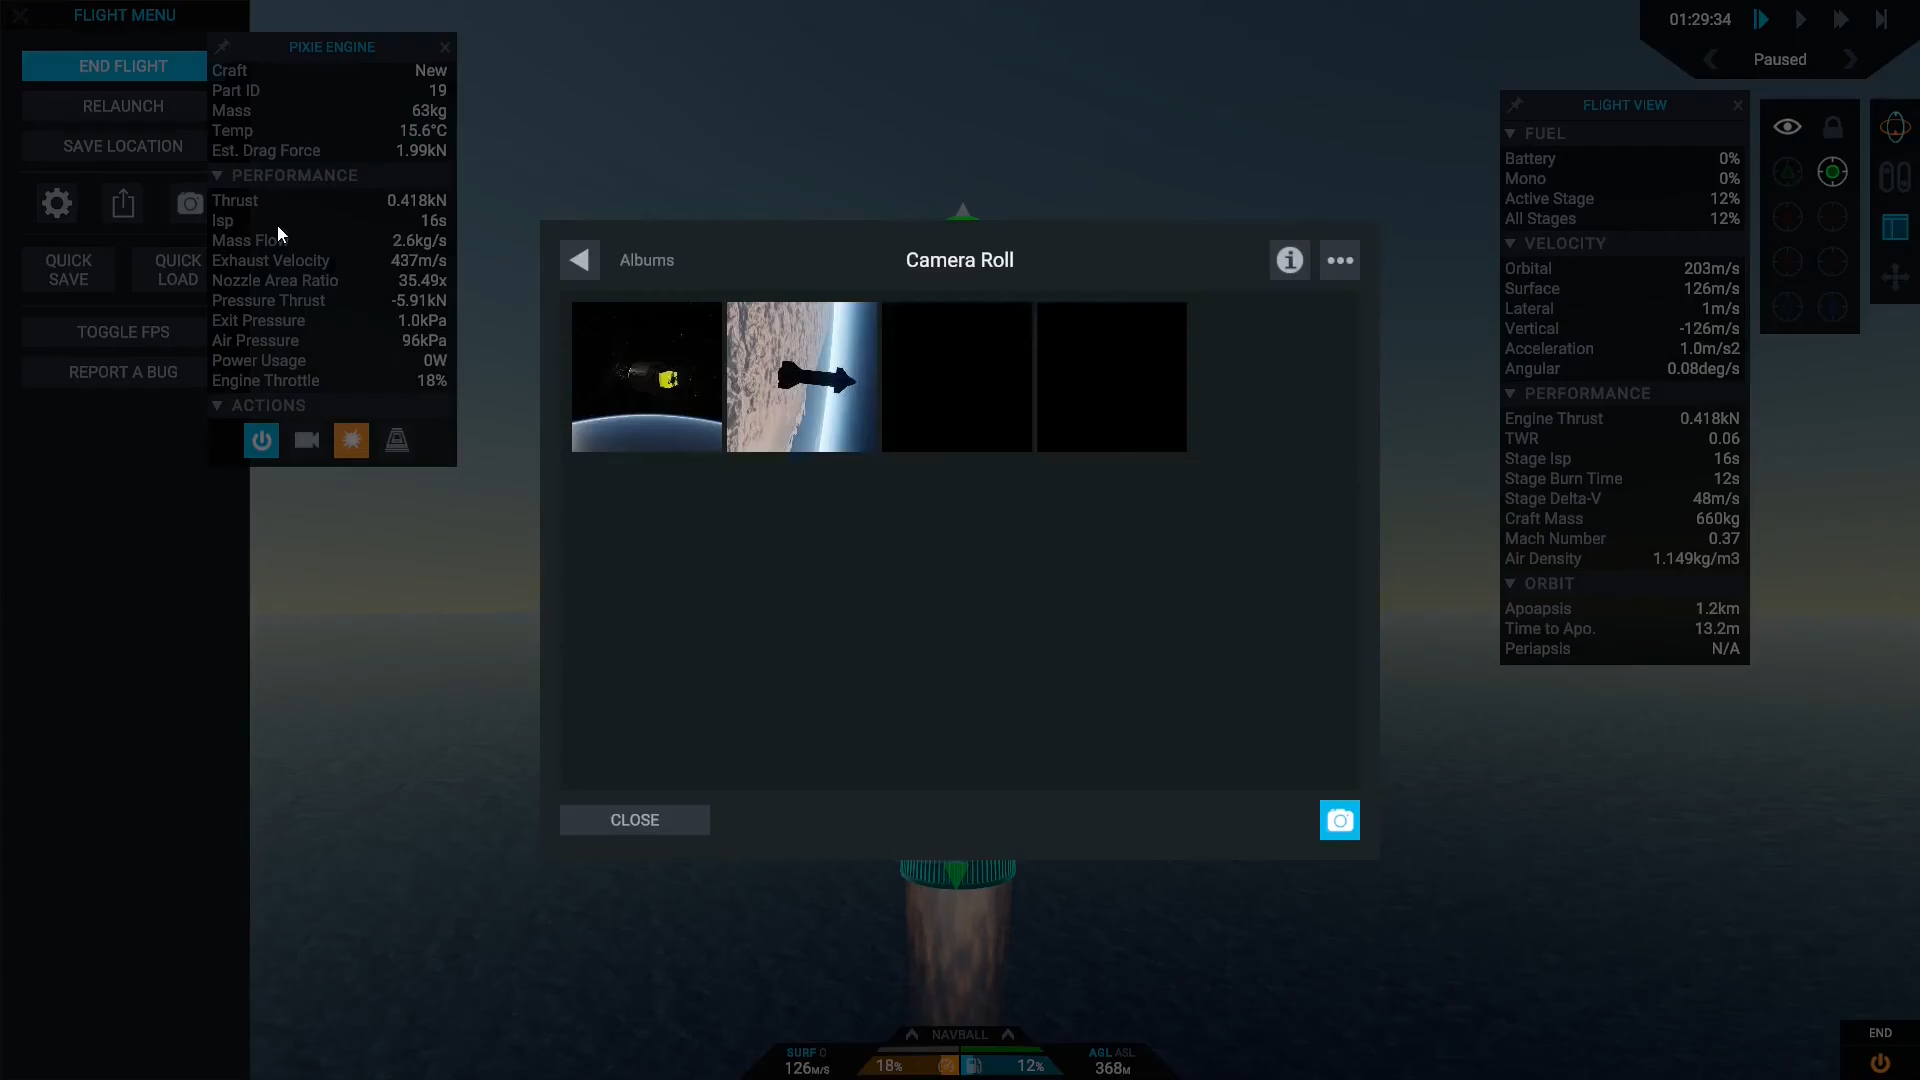 FLIGHT MENU
END FLIGHT
RELAUNCH
SAVE LOCATION
QUICK SAVE
QUICK LOAD
TOGGLE FPS
REPORT A BUG
PIXIE ENGINE
Craft New
Part ID 19
Mass 63kg
Temp 15.6°C
Est. Drag Force 1.99kN
PERFORMANCE
Thrust 0.418kN
Isp 16s
Mass Flow 2.6kg/s
Exhaust Velocity 437m/s
Nozzle Area Ratio 35.49x
Pressure Thrust -5.91kN
Exit Pressure 1.0kPa
Air Pressure 96kPa
Power Usage 0W
Engine Throttle 18%
ACTIONS
Albums
Camera Roll
CLOSE
01:29:34
Paused
FLIGHT VIEW
FUEL
Battery 0%
Mono 0%
Active Stage 12%
All Stages 12%
VELOCITY
Orbital 203m/s
Surface 126m/s
Lateral 1m/s
Vertical -126m/s
Acceleration 1.0m/s2
Angular 0.08deg/s
PERFORMANCE
Engine Thrust 0.418kN
TWR 0.06
Stage Isp 16s
Stage Burn Time 12s
Stage Delta-V 48m/s
Craft Mass 660kg
Mach Number 0.37
Air Density 1.149kg/m3
ORBIT
Apoapsis 1.2km
Time to Apo. 13.2m
Periapsis N/A
NAVBALL
SURF O
126M/S
18%
12%
AGL ASL
368M
END